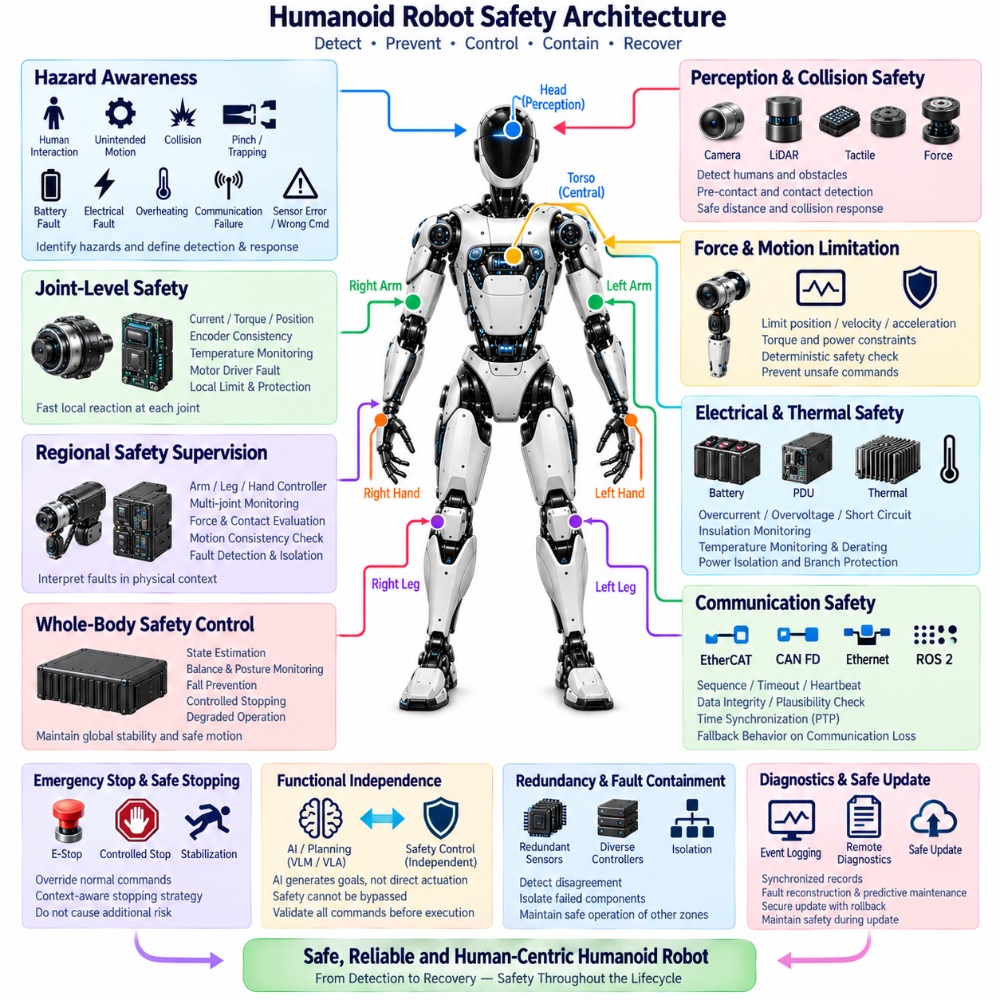 Humanoid Robot Safety Architecture
Detect • Prevent • Control • Contain • Recover
Hazard Awareness
Human Interaction
Unintended Motion
Collision
Pinch / Trapping
Battery Fault
Electrical Fault
Overheating
Communication Failure
Sensor Error / Wrong Cmd
Identify hazards and define detection & response
Joint-Level Safety
Current / Torque / Position
Encoder Consistency
Temperature Monitoring
Motor Driver Fault
Local Limit & Protection
Fast local reaction at each joint
Regional Safety Supervision
Arm / Leg / Hand Controller
Multi-joint Monitoring
Force & Contact Evaluation
Motion Consistency Check
Fault Detection & Isolation
Interpret faults in physical context
Whole-Body Safety Control
State Estimation
Balance & Posture Monitoring
Fall Prevention
Controlled Stopping
Degraded Operation
Maintain global stability and safe motion
Head
(Perception)
Torso
(Central)
Right Arm
Left Arm
Right Hand
Left Hand
Right Leg
Left Leg
Perception & Collision Safety
Camera
LiDAR
Tactile
Force
Detect humans and obstacles
Pre-contact and contact detection
Safe distance and collision response
Force & Motion Limitation
Limit position / velocity / acceleration
Torque and power constraints
Deterministic safety check
Prevent unsafe commands
Electrical & Thermal Safety
Battery
PDU
Thermal
Overcurrent / Overvoltage / Short Circuit
Insulation Monitoring
Temperature Monitoring & Derating
Power Isolation and Branch Protection
Communication Safety
EtherCAT
CAN FD
Ethernet
ROS 2
Sequence / Timeout / Heartbeat
Data Integrity / Plausibility Check
Time Synchronization (PTP)
Fallback Behavior on Communication Loss
Emergency Stop & Safe Stopping
E-Stop
Controlled Stop
Stabilization
Override normal commands
Context-aware stopping strategy
Do not cause additional risk
Functional Independence
AI / Planning
(VLM / VLA)
Safety Control
(Independent)
AI generates goals, not direct actuation
Safety cannot be bypassed
Validate all commands before execution
Redundancy & Fault Containment
Redundant Sensors
Diverse Controllers
Isolation
Detect disagreement
Isolate failed components
Maintain safe operation of other zones
Diagnostics & Safe Update
Event Logging
Remote Diagnostics
Safe Update
Synchronized records
Fault reconstruction & predictive maintenance
Secure update with rollback
Maintain safety during update
Safe, Reliable and Human-Centric Humanoid Robot
From Detection to Recovery — Safety Throughout the Lifecycle